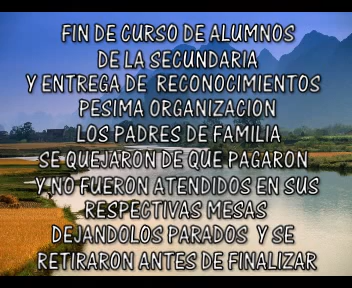 FIN DE CURSO DE ALUMNOS
DE LA SECUNDARIA
Y ENTREGA DE RECONOCIMIENTOS
PESIMA ORGANIZACION
LOS PADRES DE FAMILIA
SE QUEJARON DE QUE PAGARON
Y NO FUERON ATENDIDOS EN SUS
RESPECTIVAS MESAS
DEJANDOLOS PARADOS Y SE
RETIRARON ANTES DE FINALIZAR